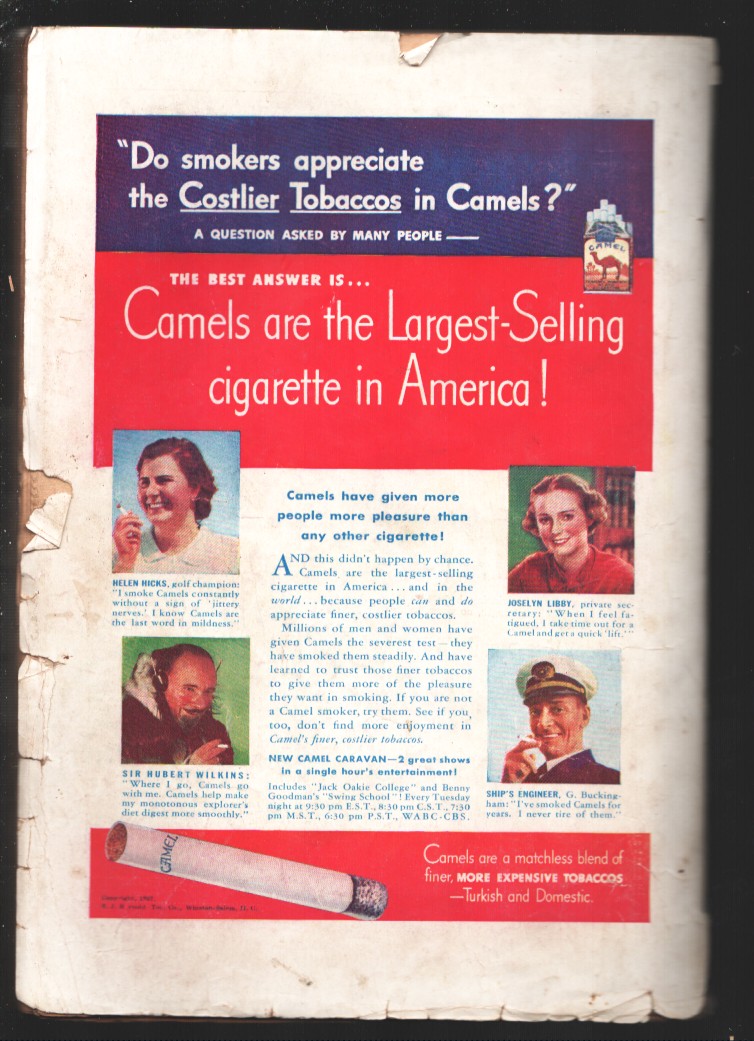 "Do smokers appreciate
the Costlier Tobaccos in Camels?"
A QUESTION ASKED BY MANY PEOPLE —
CAMEL
THE BEST ANSWER IS...
Camels are the Largest-Selling
cigarette in America!
HELEN HICKS, golf champion:
"I smoke Camels constantly
without a sign of 'jittery
nerves.' I know Camels are
the last word in mildness."
SIR HUBERT WILKINS:
"Where I go, Camels go
with me. Camels help make
my monotonous explorer's
diet digest more smoothly."
Camels have given more
people more pleasure than
any other cigarette!
AND this didn't happen by chance.
Camels are the largest-selling
cigarette in America...and in the
world...because people can and do
appreciate finer, costlier tobaccos.
Millions of men and women have
given Camels the severest test—they
have smoked them steadily. And have
learned to trust those finer tobaccos
to give them more of the pleasure
they want in smoking. If you are not
a Camel smoker, try them. See if you,
too, don't find more enjoyment in
Camel's finer, costlier tobaccos.
NEW CAMEL CARAVAN—2 great shows
in a single hour's entertainment!
Includes "Jack Oakie College" and Benny
Goodman's "Swing School"! Every Tuesday
night at 9:30 pm E.S.T., 8:30 pm C.S.T., 7:30
pm M.S.T., 6:30 pm P.S.T., WABC-CBS.
JOSELYN LIBBY, private sec-
retary: "When I feel fa-
tigued, I take time out for a
Camel and get a quick 'lift.'"
SHIP'S ENGINEER, G. Bucking-
ham: "I've smoked Camels for
years. I never tire of them."
CAMEL
Camels are a matchless blend of
finer, MORE EXPENSIVE TOBACCOS
—Turkish and Domestic.
Copyright, 1937
Winston-Salem, N. C.